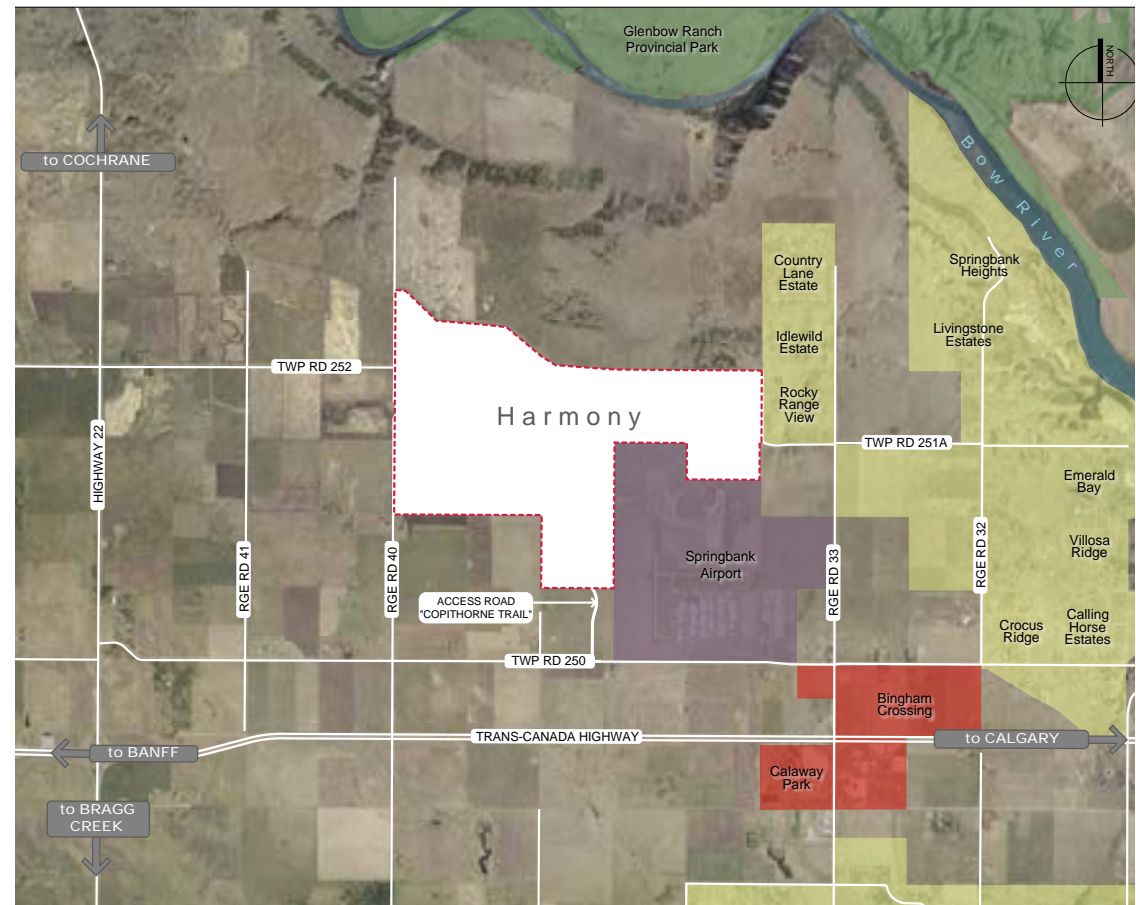 Glenbow Ranch
Provincial Park
NORTH
to COCHRANE
Bow River
Country
Lane
Estate
Springbank
Heights
Idlewild
Estate
Livingstone
Estates
TWP RD 252
Rocky
Range
View
Harmony
TWP RD 251A
HIGHWAY 22
Emerald
Bay
Villosa
Ridge
RGE RD 41
RGE RD 40
Springbank
Airport
RGE RD 33
RGE RD 32
ACCESS ROAD
"COPITHORNE TRAIL"
Crocus
Ridge
Calling
Horse
Estates
TWP RD 250
Bingham
Crossing
TRANS-CANADA HIGHWAY
to CALGARY
to BANFF
Calaway
Park
to BRAGG
CREEK